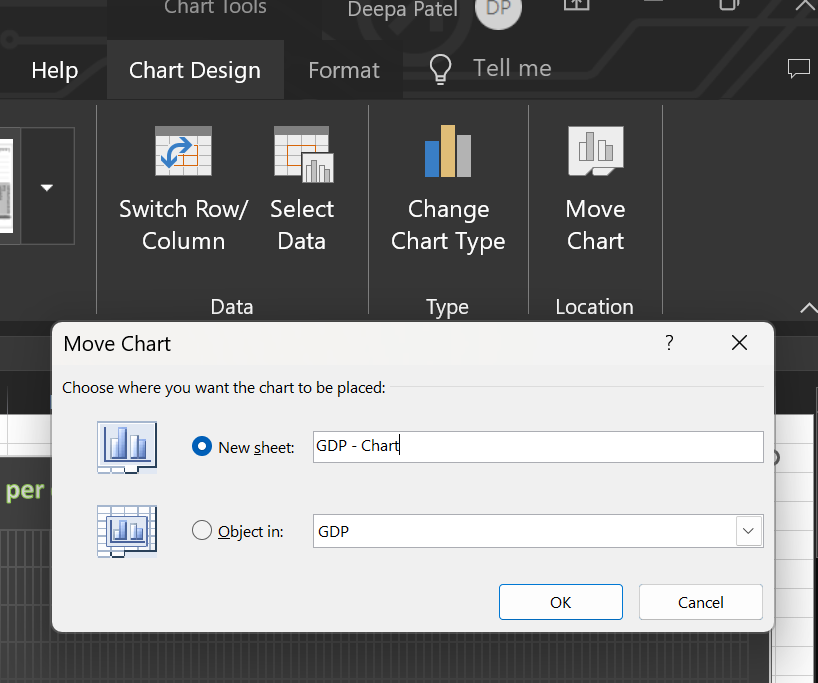 Chart Tools
Deepa Patel DP
Help Chart Design Format Tell me
Switch Row/ Column
Select Data
Change Chart Type
Move Chart
Data Type Location
Move Chart ?
Choose where you want the chart to be placed:
New sheet: GDP - Chart
per
Object in: GDP
OK Cancel